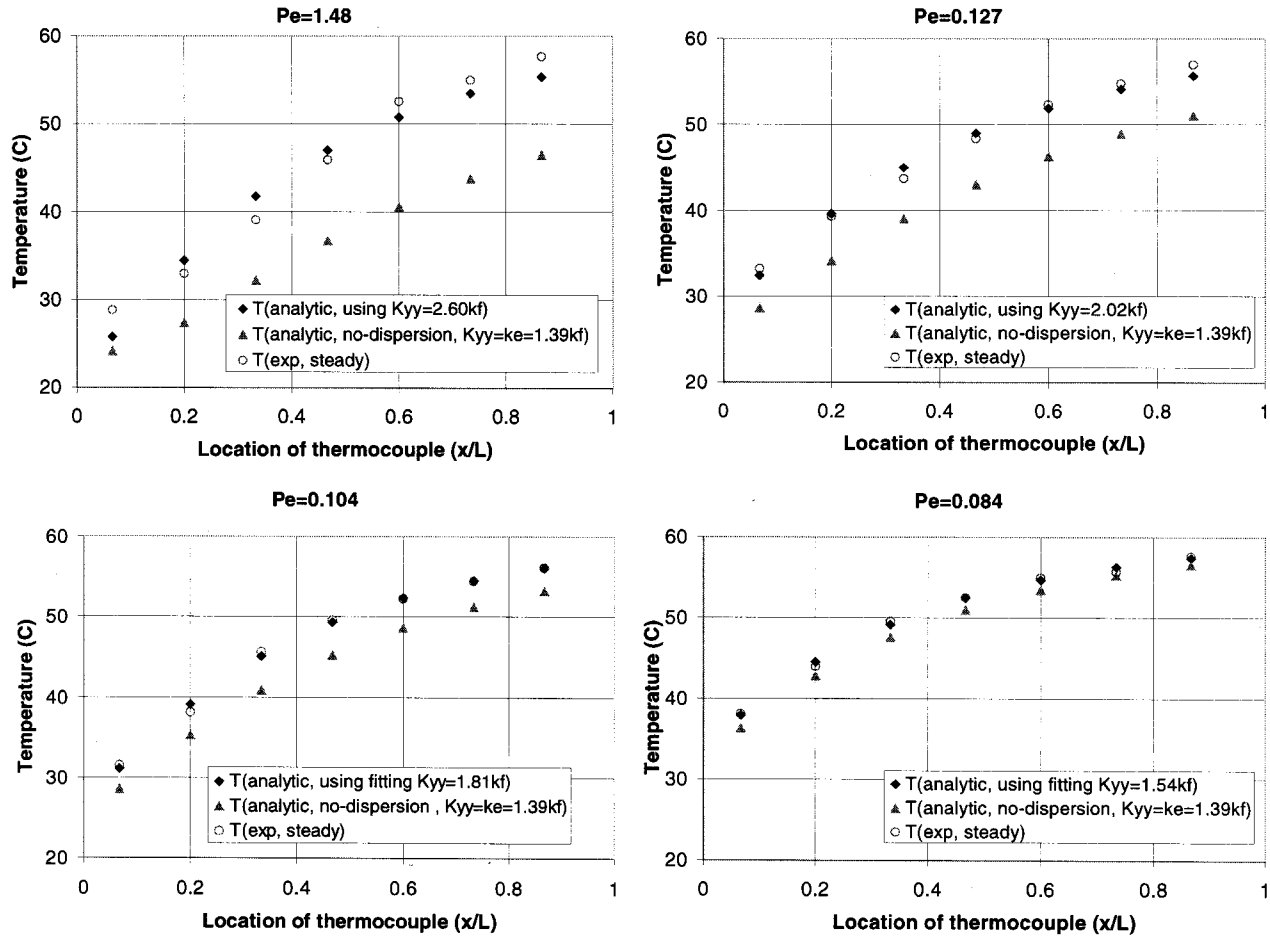 Pe=1.48
60
50
40
30
20
Temperature (C)
T(analytic, using Kyy=2.60kf)
T(analytic, no-dispersion, Kyy=ke=1.39kf)
T(exp, steady)
0 0.2 0.4 0.6 0.8 1
Location of thermocouple (x/L)
Pe=0.127
60
50
40
30
20
Temperature (C)
T(analytic, using Kyy=2.02kf)
T(analytic, no-dispersion, Kyy=ke=1.39kf)
T(exp, steady)
0 0.2 0.4 0.6 0.8 1
Location of thermocouple (x/L)
Pe=0.104
60
50
40
30
20
Temperature (C)
T(analytic, using fitting Kyy=1.81kf)
T(analytic, no-dispersion , Kyy=ke=1.39kf)
T(exp, steady)
0 0.2 0.4 0.6 0.8 1
Location of thermocouple (x/L)
Pe=0.084
60
50
40
30
20
Temperature (C)
T(analytic, using fitting Kyy=1.54kf)
T(analytic, no-dispersion, Kyy=ke=1.39kf)
T(exp, steady)
0 0.2 0.4 0.6 0.8 1
Location of thermocouple (x/L)